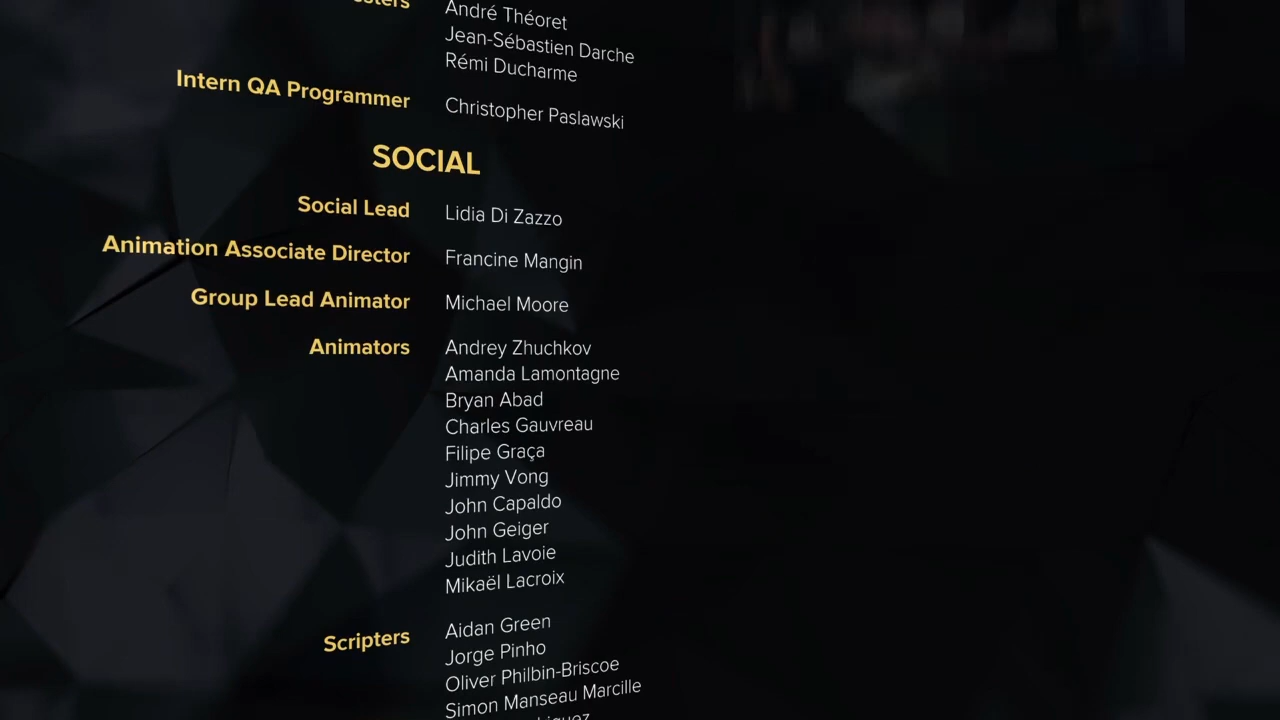 André Théoret
Jean-Sébastien Darche
Rémi Ducharme
Intern QA Programmer Christopher Paslawski
SOCIAL
Social Lead Lidia Di Zazzo
Animation Associate Director Francine Mangin
Group Lead Animator Michael Moore
Animators Andrey Zhuchkov
Amanda Lamontagne
Bryan Abad
Charles Gauvreau
Filipe Graça
Jimmy Vong
John Capaldo
John Geiger
Judith Lavoie
Mikaël Lacroix
Scripters Aidan Green
Jorge Pinho
Oliver Philbin-Briscoe
Simon Manseau Marcille